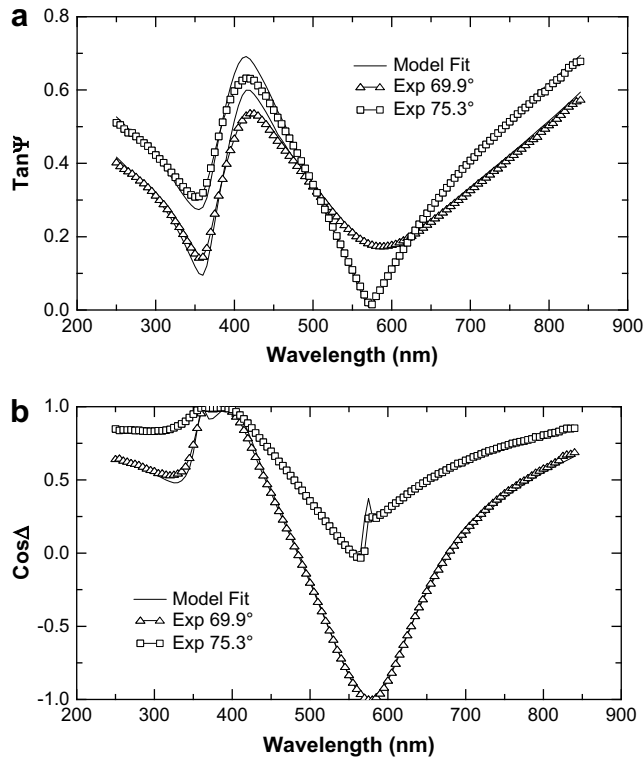 a
0.8
0.6
0.4
0.2
0.0
TanΨ
Model Fit
Exp 69.9°
Exp 75.3°
200 300 400 500 600 700 800 900
Wavelength (nm)
b
1.0
0.5
0.0
-0.5
-1.0
CosΔ
Model Fit
Exp 69.9°
Exp 75.3°
200 300 400 500 600 700 800 900
Wavelength (nm)